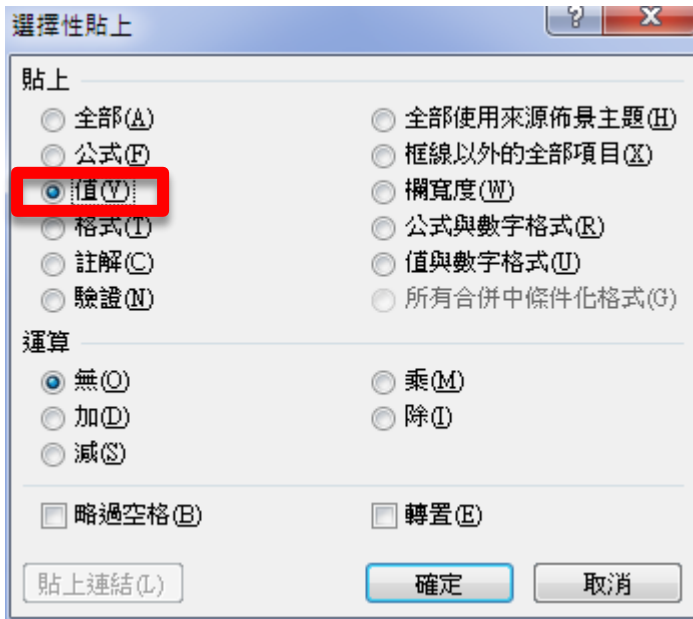 選擇性貼上
貼上
全部(A) 全部使用來源佈景主題(H)
公式(F) 框線以外的全部項目(X)
值(V) 欄寬度(W)
格式(T) 公式與數字格式(R)
註解(C) 值與數字格式(U)
驗證(N) 所有合併中條件化格式(G)
運算
無(O) 乘(M)
加(D) 除(I)
減(S)
略過空格(B) 轉置(E)
貼上連結(L) 確定 取消